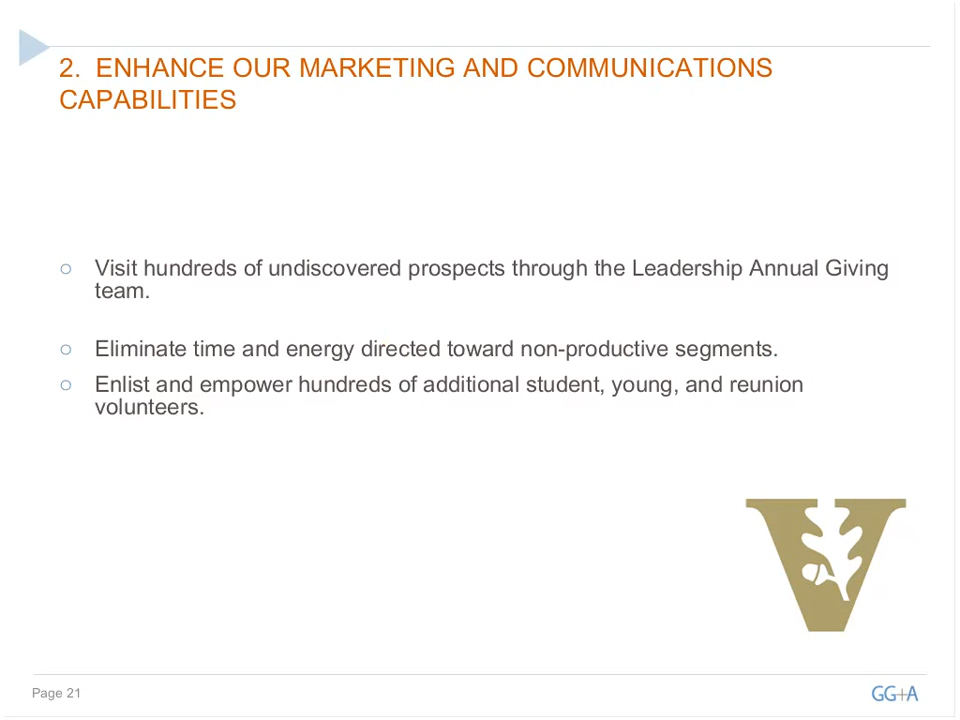 2. ENHANCE OUR MARKETING AND COMMUNICATIONS
CAPABILITIES
○ Visit hundreds of undiscovered prospects through the Leadership Annual Giving
team.
○ Eliminate time and energy directed toward non-productive segments.
○ Enlist and empower hundreds of additional student, young, and reunion
volunteers.
V
Page 21
GG+A